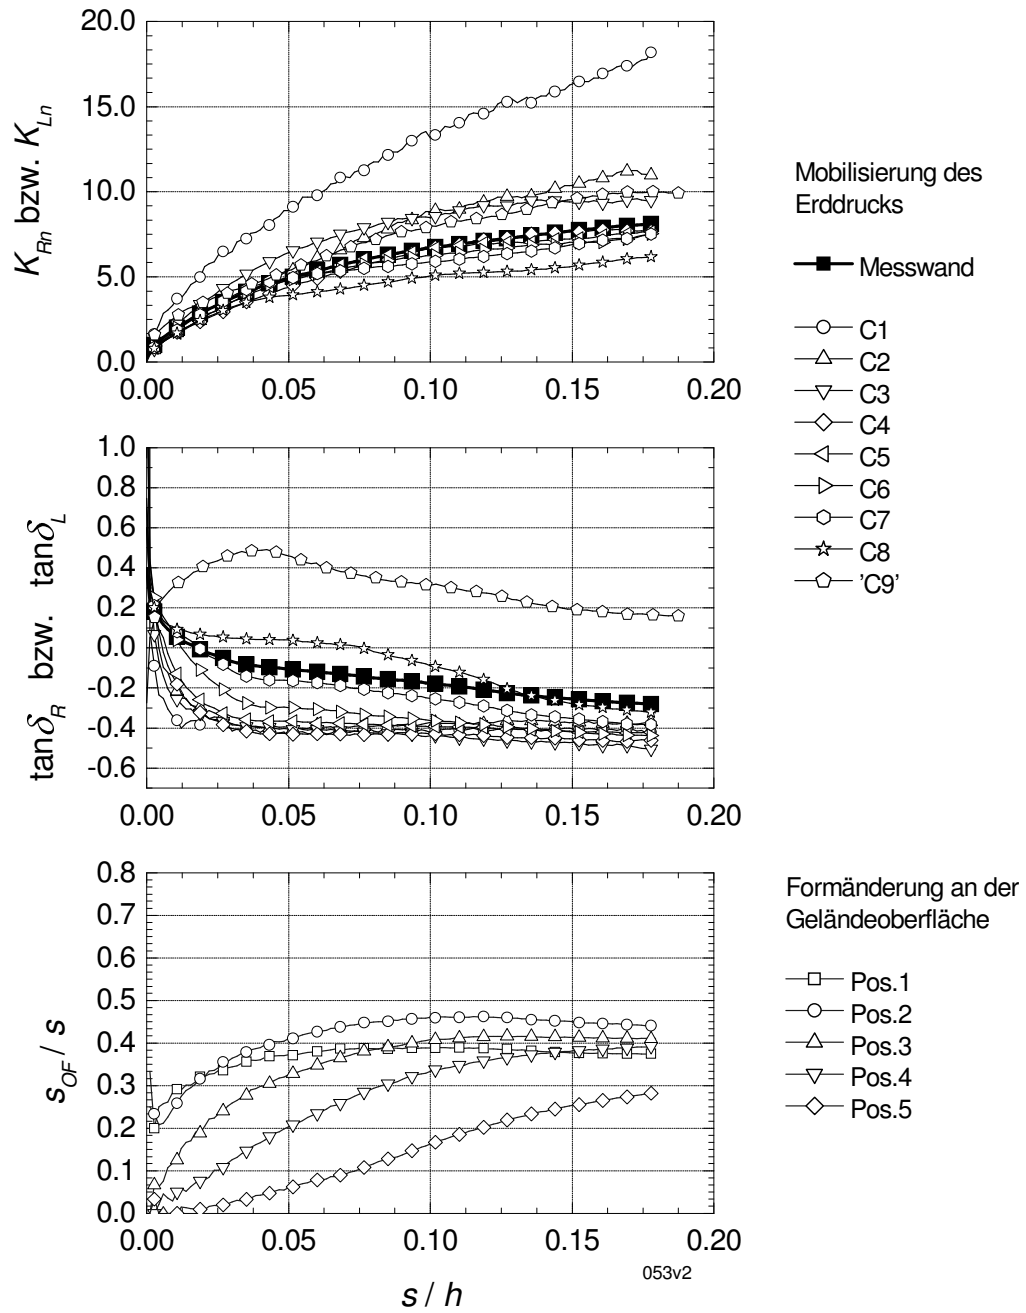 20.0
15.0
10.0
5.0
0.0
K_Rn bzw. K_Ln
0.00 0.05 0.10 0.15 0.20
Mobilisierung des
Erddrucks
Messwand
C1
C2
C3
C4
C5
C6
C7
C8
'C9'
1.0
0.8
0.6
0.4
0.2
0.0
-0.2
-0.4
-0.6
tanδ_R bzw. tanδ_L
0.00 0.05 0.10 0.15 0.20
0.8
0.7
0.6
0.5
0.4
0.3
0.2
0.1
0.0
s_OF / s
0.00 0.05 0.10 0.15 0.20
s / h
053v2
Formänderung an der
Geländeoberfläche
Pos.1
Pos.2
Pos.3
Pos.4
Pos.5